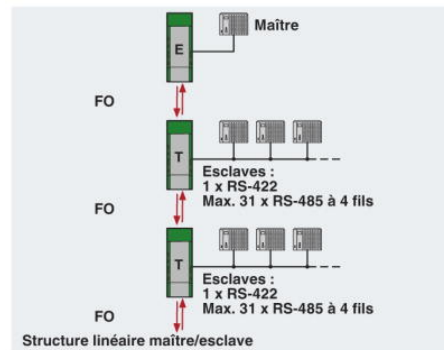 E
Maître
FO
T
Esclaves :
1 x RS-422
Max. 31 x RS-485 à 4 fils
FO
T
Esclaves :
1 x RS-422
Max. 31 x RS-485 à 4 fils
FO
Structure linéaire maître/esclave